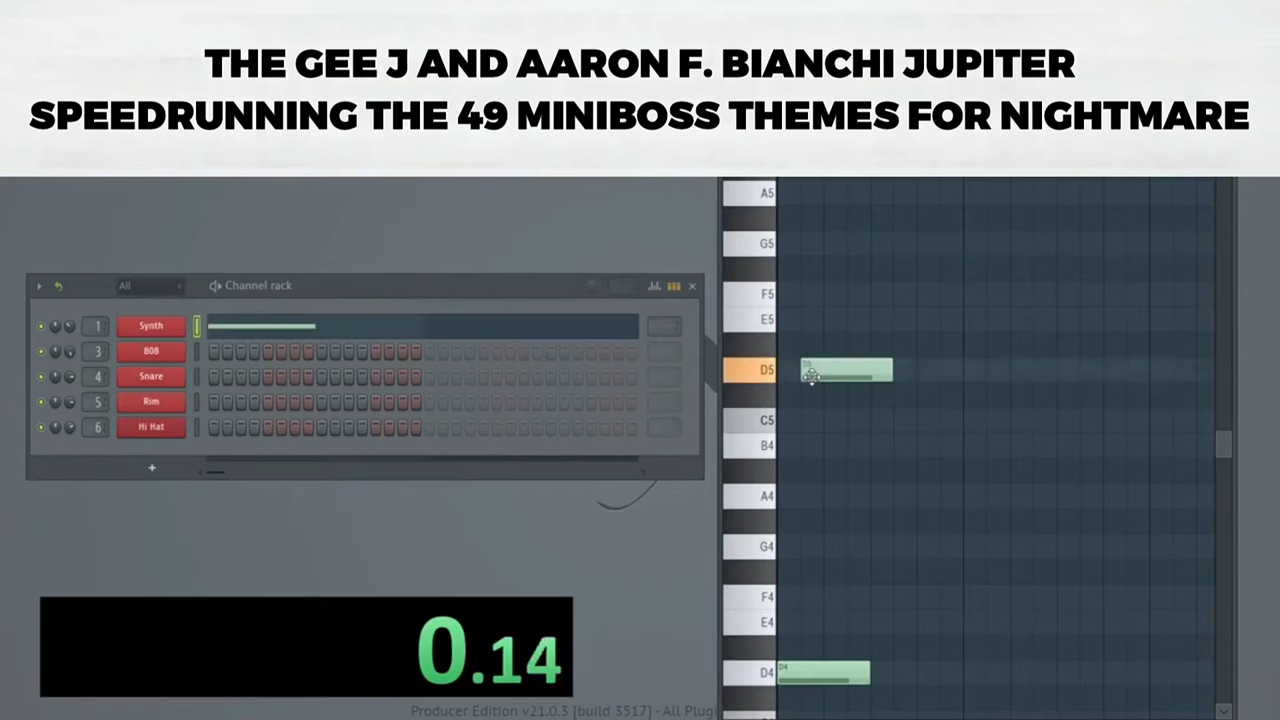 THE GEE J AND AARON F. BIANCHI JUPITER
SPEEDRUNNING THE 49 MINIBOSS THEMES FOR NIGHTMARE
All
Channel rack
1 Synth
3 808
4 Snare
5 Rim
6 Hi Hat
+
A5
G5
F5
E5
D5
C5
B4
A4
G4
F4
E4
D4
D4
0.14
Producer Edition v21.0.3 [build 3517] - All Plugi